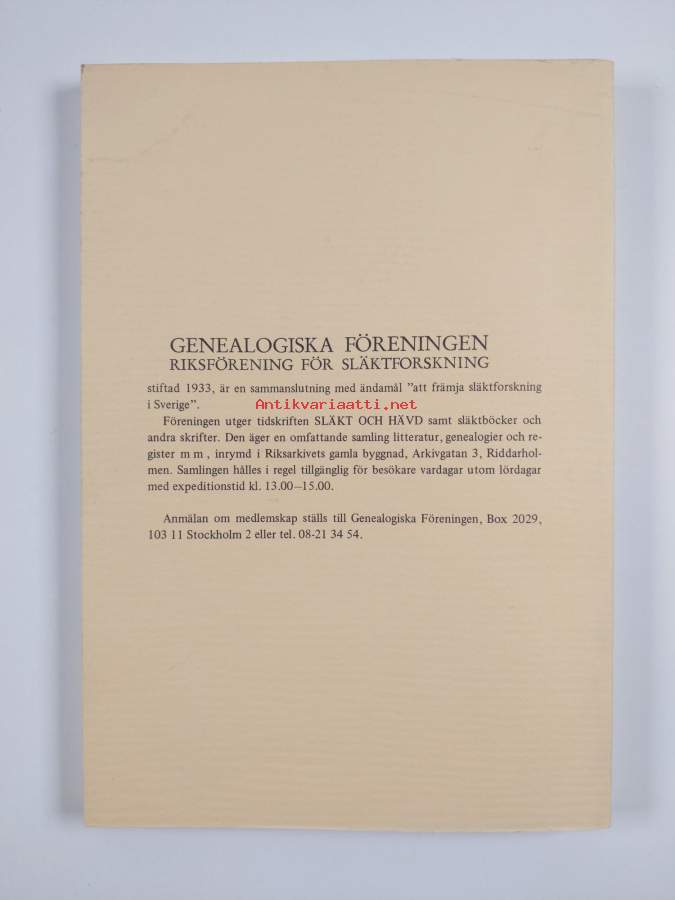 GENEALOGISKA FÖRENINGEN
RIKSFÖRENING FÖR SLÄKTFORSKNING
stiftad 1933, är en sammanslutning med ändamål "att främja släktforskning
i Sverige".
Antikvariaatti.net
Föreningen utger tidskriften SLÄKT OCH HÄVD samt släktböcker och
andra skrifter. Den äger en omfattande samling litteratur, genealogier och re-
gister m m , inrymd i Riksarkivets gamla byggnad, Arkivgatan 3, Riddarhol-
men. Samlingen hålles i regel tillgänglig för besökare vardagar utom lördagar
med expeditionstid kl. 13.00–15.00.
Anmälan om medlemskap ställs till Genealogiska Föreningen, Box 2029,
103 11 Stockholm 2 eller tel. 08-21 34 54.